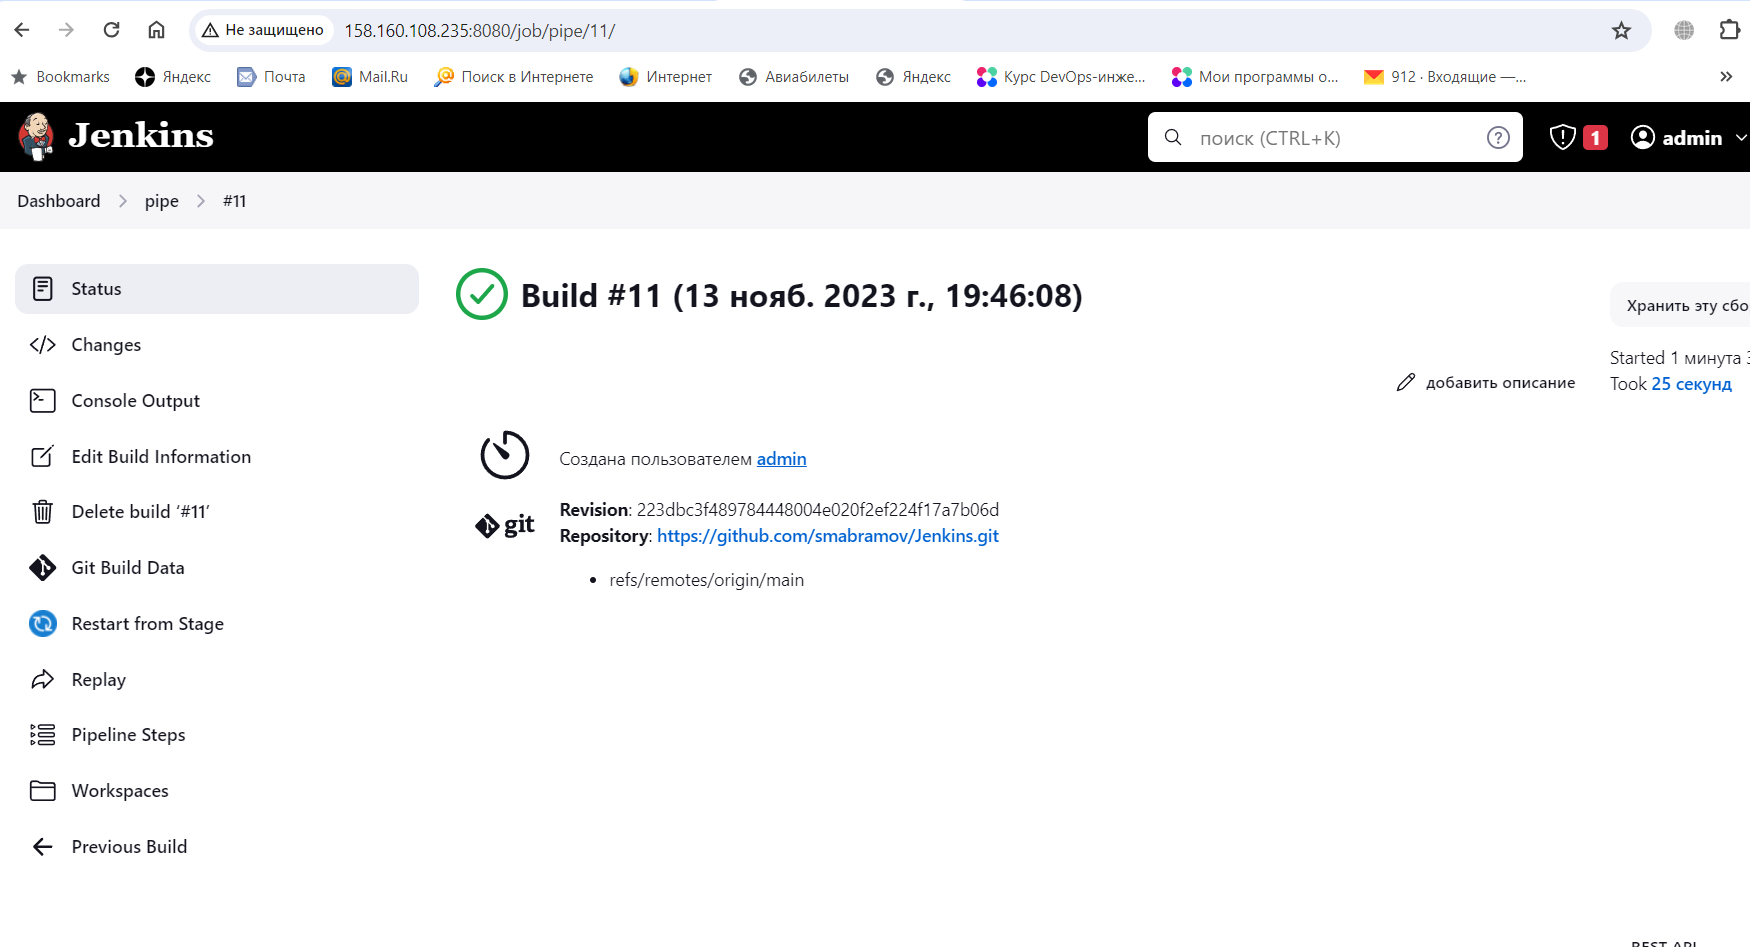 Не защищено 158.160.108.235:8080/job/pipe/11/
Bookmarks Яндекс Почта Mail.Ru Поиск в Интернете Интернет Авиабилеты Яндекс Курс DevOps-инже... Мои программы о... 912 · Входящие —...
Jenkins поиск (CTRL+K) 1 admin
Dashboard pipe #11
Status
Changes
Console Output
Edit Build Information
Delete build ‘#11’
Git Build Data
Restart from Stage
Replay
Pipeline Steps
Workspaces
Previous Build
Build #11 (13 нояб. 2023 г., 19:46:08)
Хранить эту сбо
Started 1 минута 3
Took 25 секунд
добавить описание
Создана пользователем admin
git
Revision: 223dbc3f489784448004e020f2ef224f17a7b06d
Repository: https://github.com/smabramov/Jenkins.git
refs/remotes/origin/main
REST API